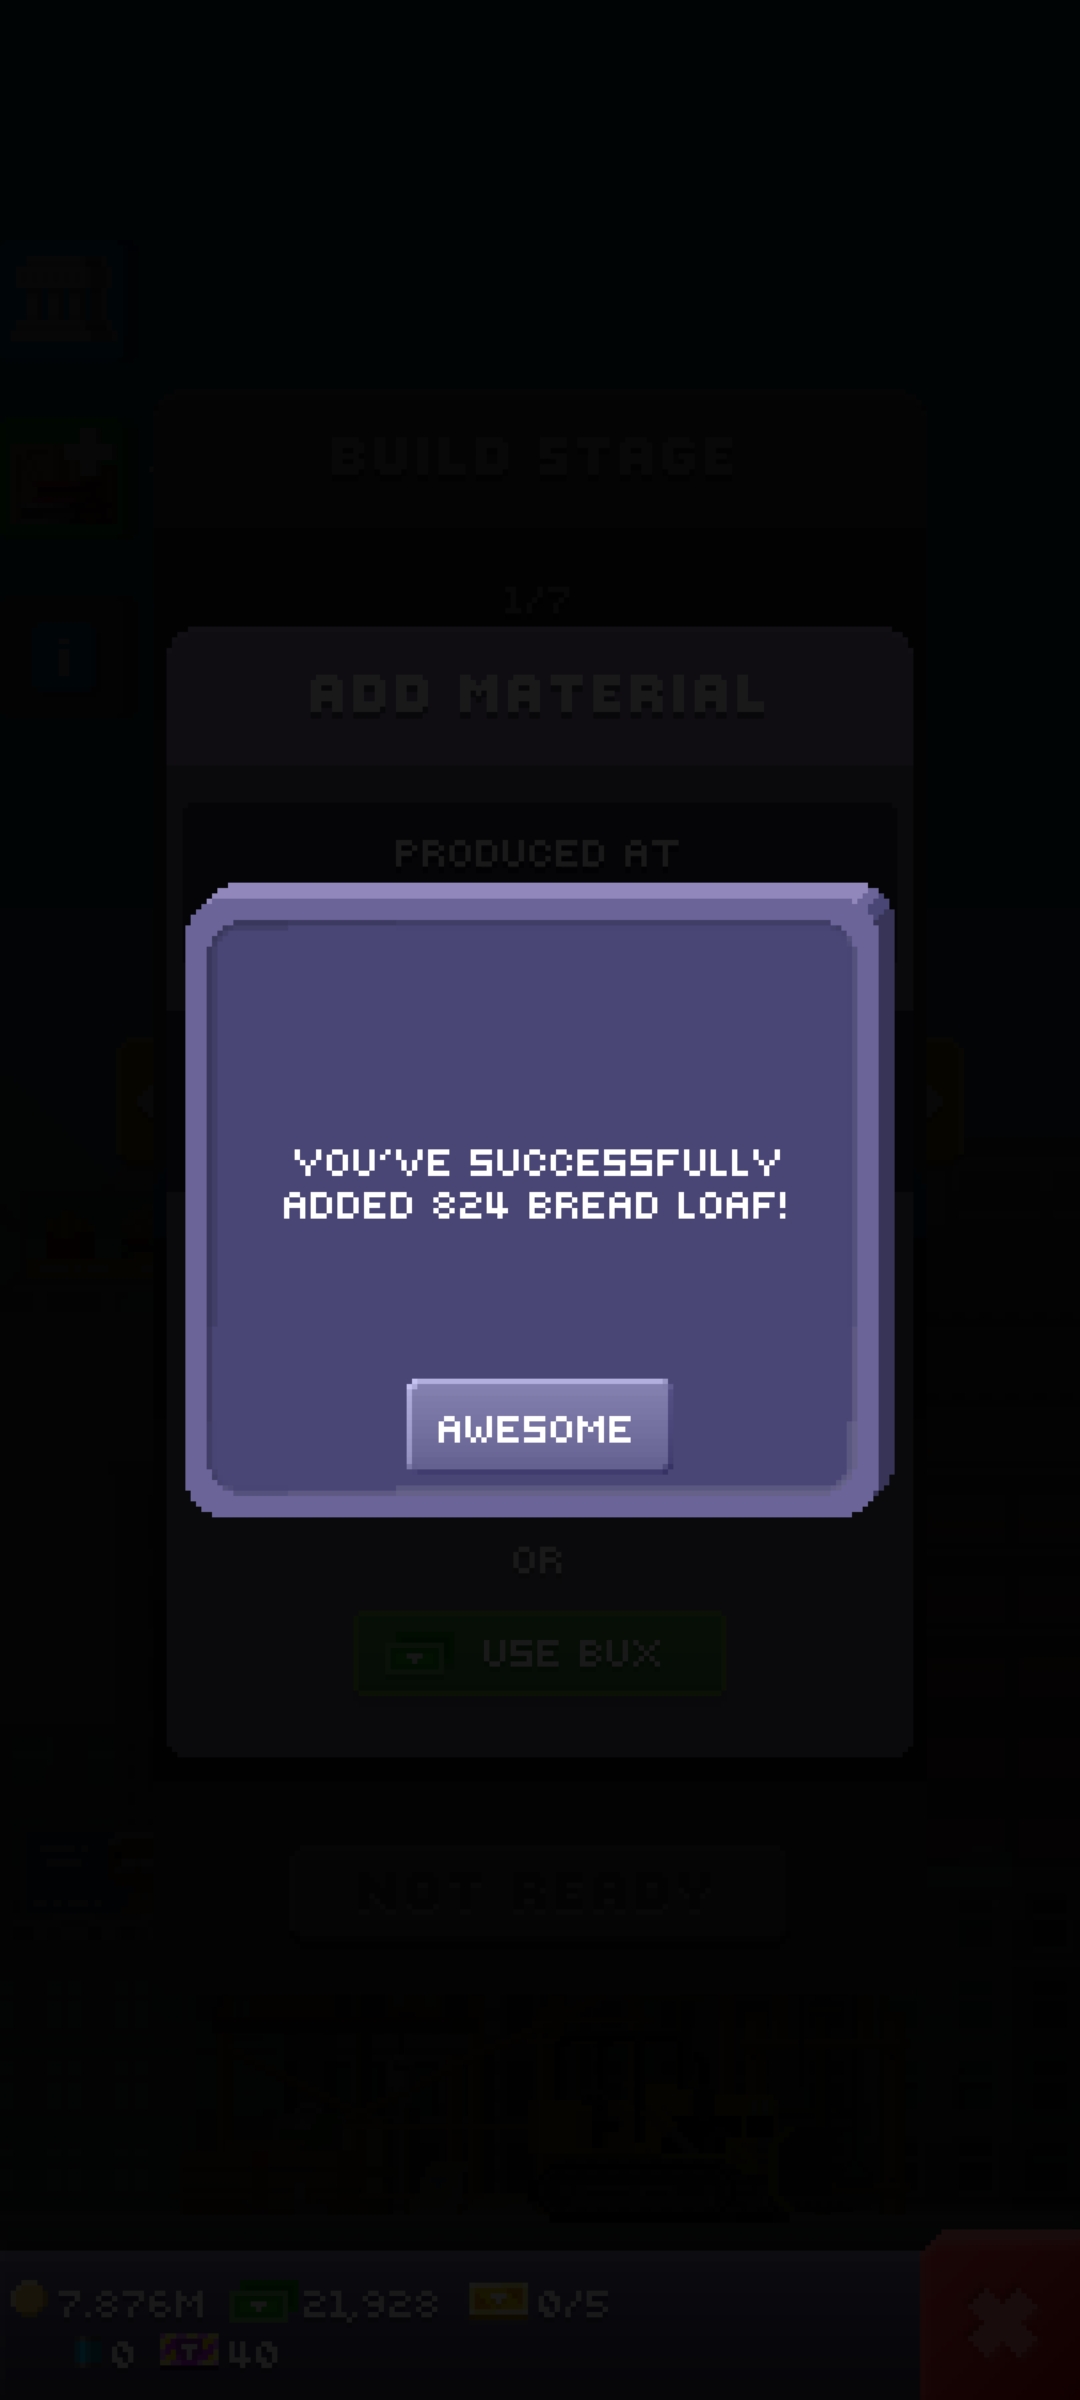 BUILD STAGE
1/7
ADD MATERIAL
PRODUCED AT
YOU'VE SUCCESSFULLY
ADDED 824 BREAD LOAF!
AWESOME
OR
USE BUX
NOT READY
7.876M 21,928 0/5
0 40